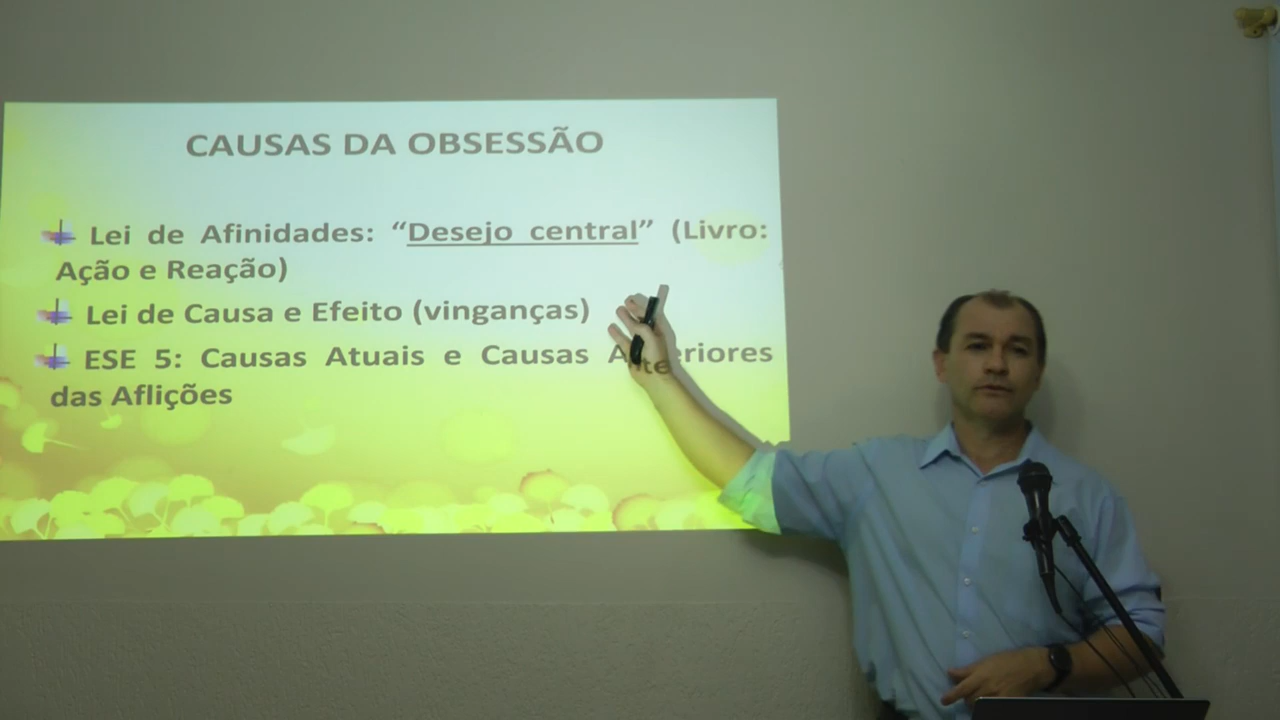 CAUSAS DA OBSESSÃO
Lei de Afinidades: “Desejo central” (Livro:
Ação e Reação)
Lei de Causa e Efeito (vinganças)
ESE 5: Causas Atuais e Causas Anteriores
das Aflições